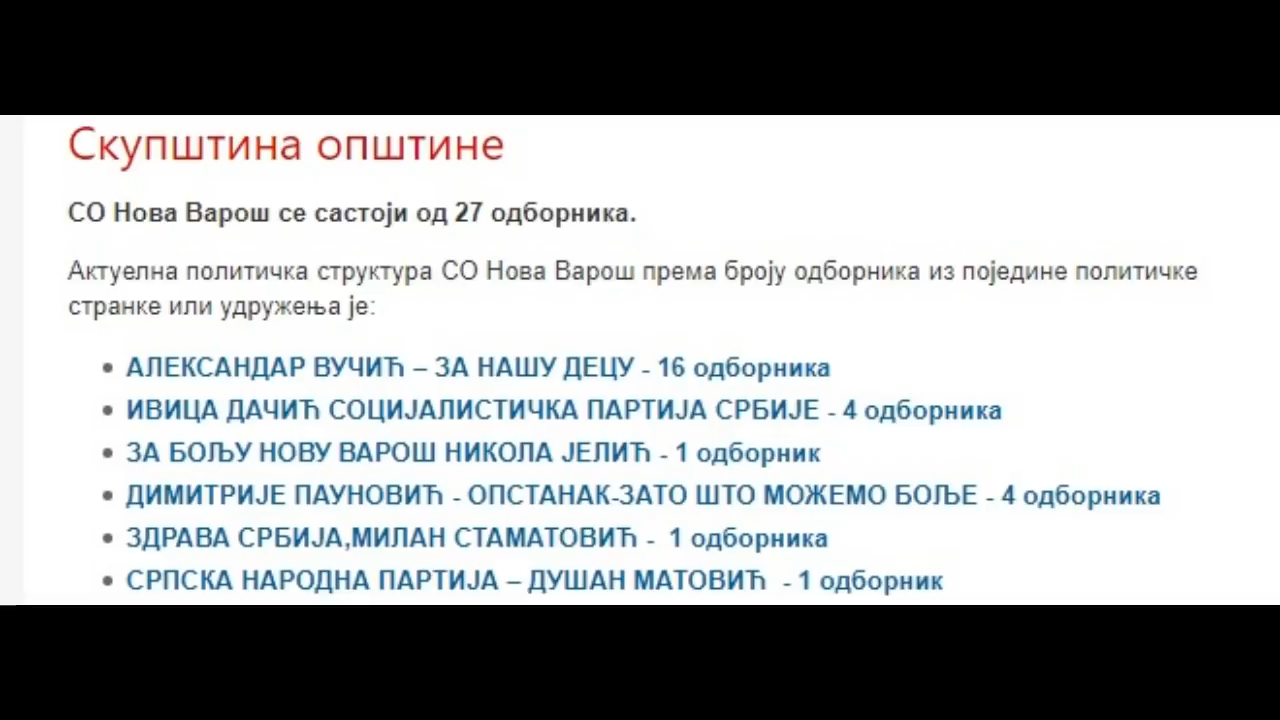 Скупштина општине
СО Нова Варош се састоји од 27 одборника.
Актуелна политичка структура СО Нова Варош према броју одборника из поједине политичке
странке или удружења је:
• АЛЕКСАНДАР ВУЧИЋ – ЗА НАШУ ДЕЦУ - 16 одборника
• ИВИЦА ДАЧИЋ СОЦИЈАЛИСТИЧКА ПАРТИЈА СРБИЈЕ - 4 одборника
• ЗА БОЉУ НОВУ ВАРОШ НИКОЛА ЈЕЛИЋ - 1 одборник
• ДИМИТРИЈЕ ПАУНОВИЋ - ОПСТАНАК-ЗАТО ШТО МОЖЕМО БОЉЕ - 4 одборника
• ЗДРАВА СРБИЈА,МИЛАН СТАМАТОВИЋ - 1 одборника
• СРПСКА НАРОДНА ПАРТИЈА – ДУШАН МАТОВИЋ - 1 одборник